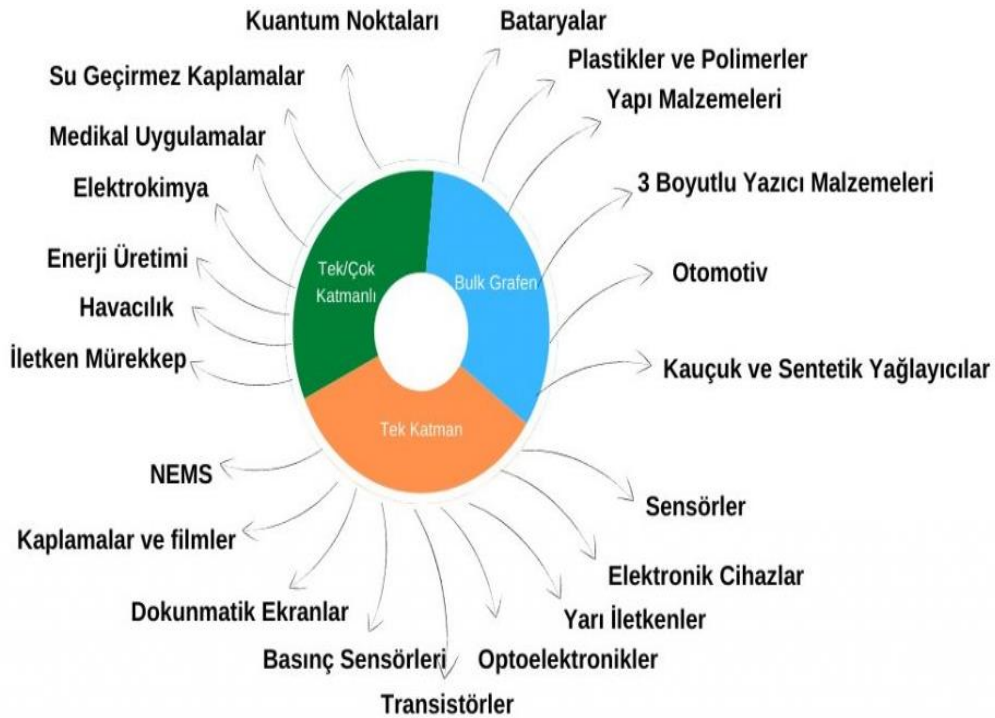 Kuantum Noktaları
Bataryalar
Su Geçirmez Kaplamalar
Plastikler ve Polimerler
Medikal Uygulamalar
Yapı Malzemeleri
Elektrokimya
3 Boyutlu Yazıcı Malzemeleri
Enerji Üretimi
Otomotiv
Havacılık
İletken Mürekkep
Kauçuk ve Sentetik Yağlayıcılar
Tek/Çok
Katmanlı
Bulk Grafen
Tek Katman
NEMS
Sensörler
Kaplamalar ve filmler
Elektronik Cihazlar
Dokunmatik Ekranlar
Yarı İletkenler
Basınç Sensörleri
Optoelektronikler
Transistörler